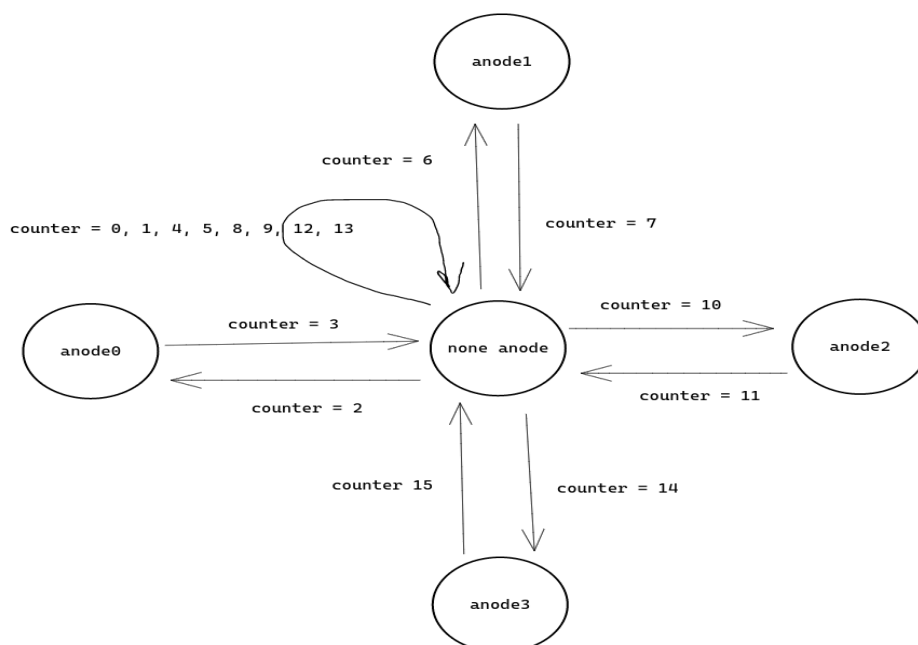 anode1
counter = 6
counter = 7
counter = 0, 1, 4, 5, 8, 9, 12, 13
counter = 10
counter = 3
anode0
none anode
anode2
counter = 11
counter = 2
counter 15
counter = 14
anode3